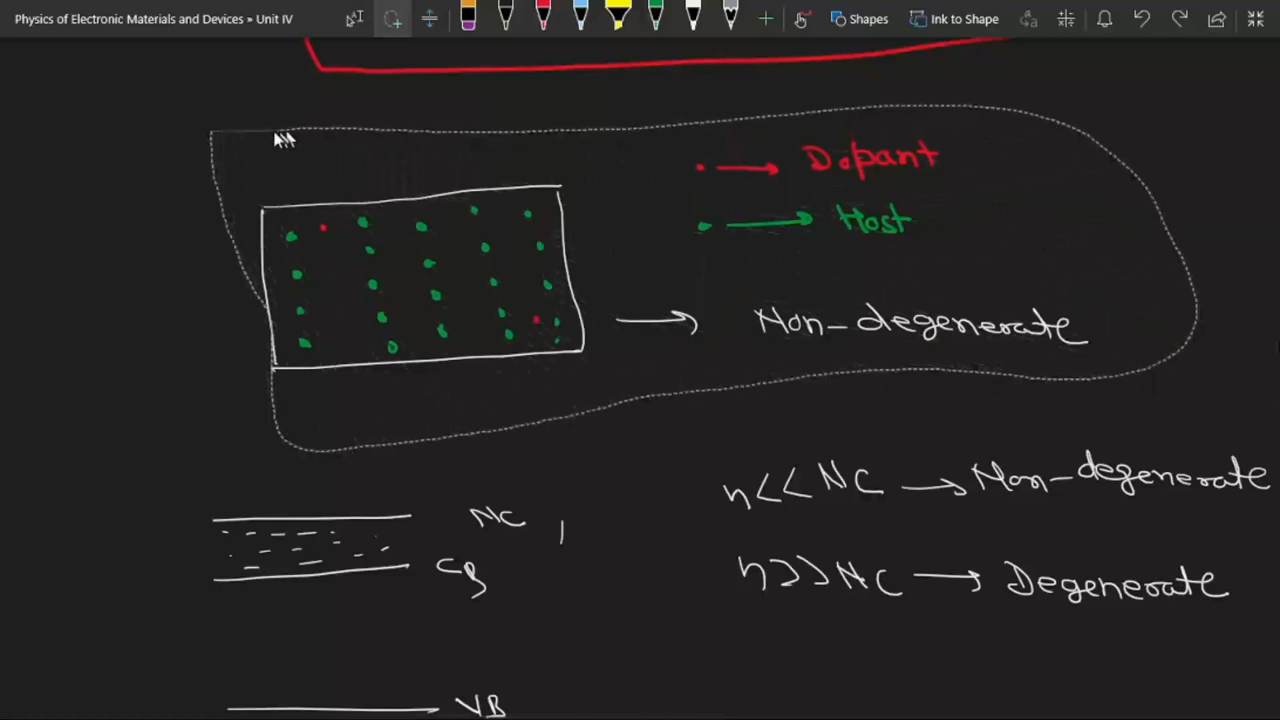 Physics of Electronic Materials and Devices » Unit IV
Shapes
Ink to Shape
Dopant
Host
Non-degenerate
n<<NC → Non-degenerate
NC
CB
n>>NC → Degenerate
VB